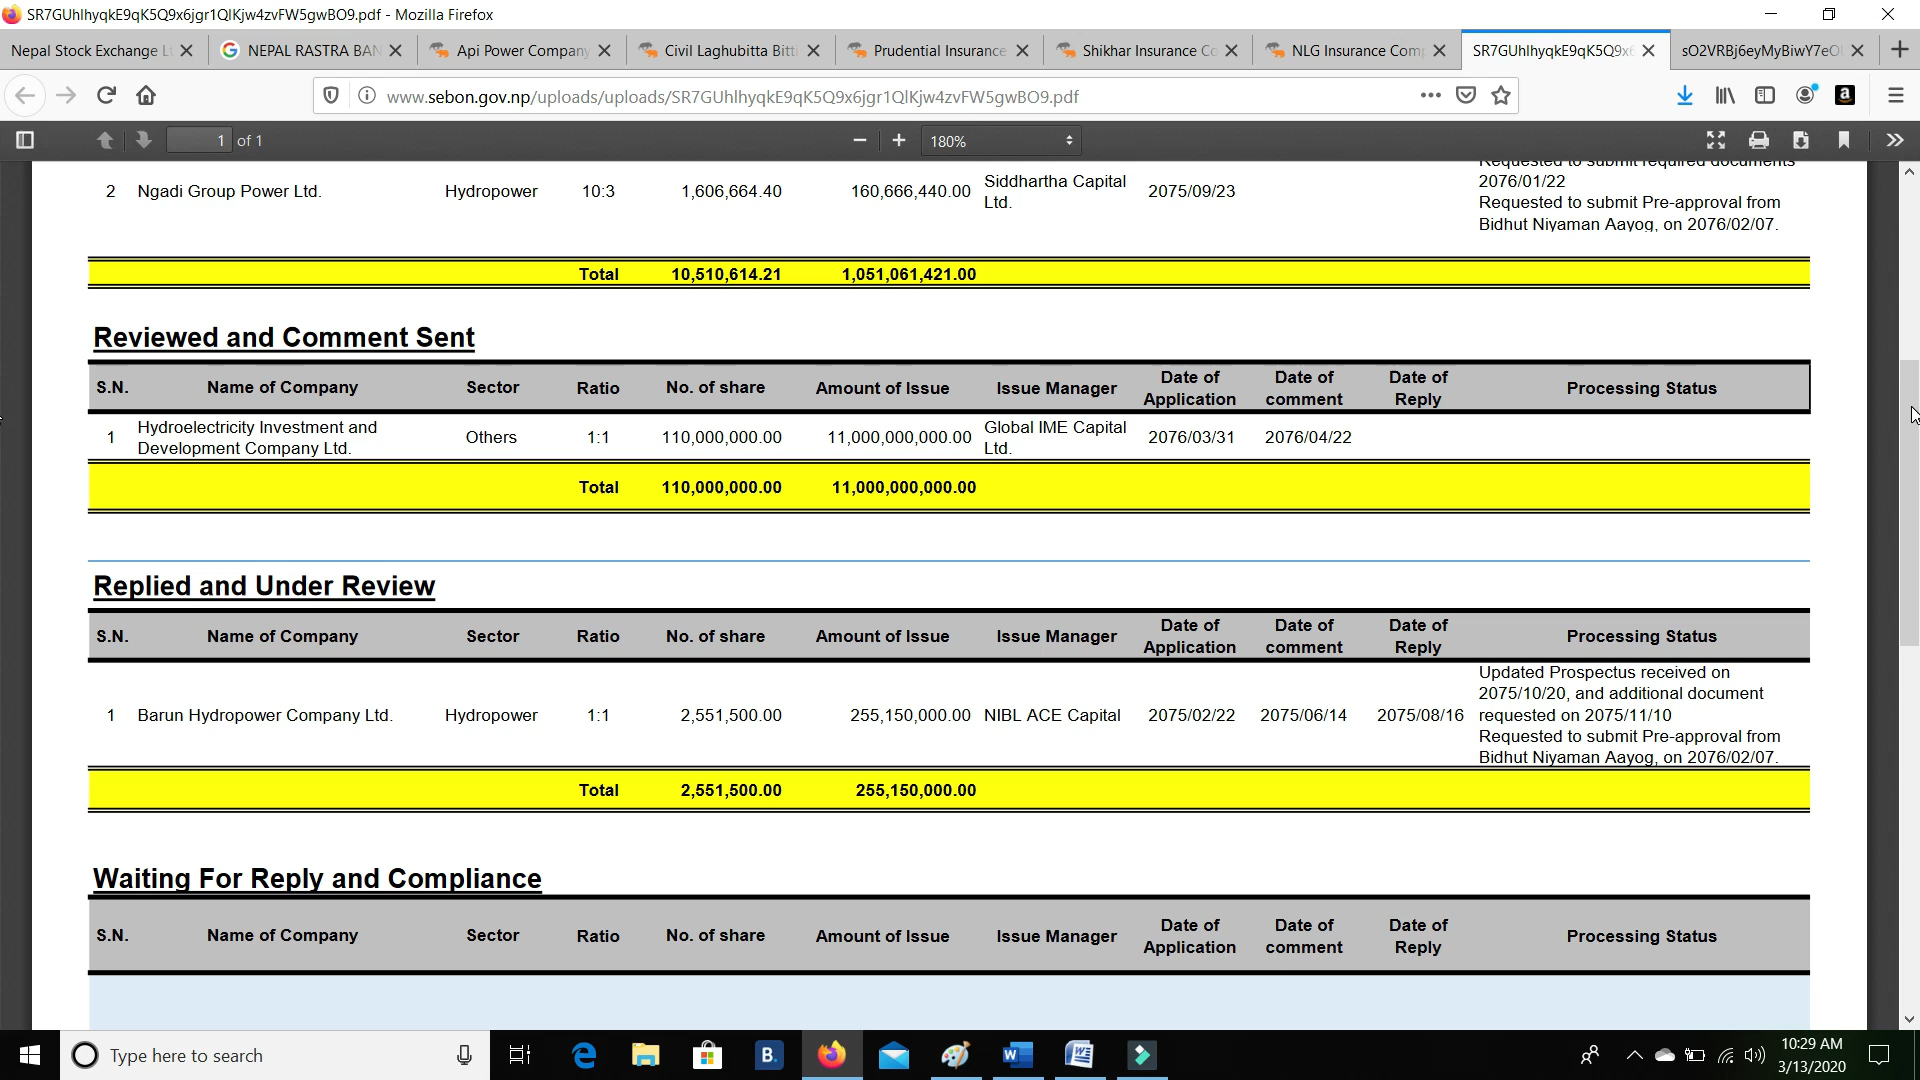 SR7GUhlhyqkE9qK5Q9x6jgr1QlKjw4zvFW5gwBO9.pdf - Mozilla Firefox
Nepal Stock Exchange Lt NEPAL RASTRA BAN Api Power Company Civil Laghubitta Bitti Prudential Insurance Shikhar Insurance Co NLG Insurance Comp SR7GUhlhyqkE9qK5Q9x6 sO2VRBj6eyMyBiwY7eOl
www.sebon.gov.np/uploads/uploads/SR7GUhlhyqkE9qK5Q9x6jgr1QlKjw4zvFW5gwBO9.pdf
1 of 1 180%
Requested to submit required documents
2 Ngadi Group Power Ltd. Hydropower 10:3 1,606,664.40 160,666,440.00 Siddhartha Capital Ltd. 2075/09/23
2076/01/22
Requested to submit Pre-approval from
Bidhut Niyaman Aayog, on 2076/02/07.
Total 10,510,614.21 1,051,061,421.00
Reviewed and Comment Sent
S.N. Name of Company Sector Ratio No. of share Amount of Issue Issue Manager Date of Application Date of comment Date of Reply Processing Status
1 Hydroelectricity Investment and Development Company Ltd. Others 1:1 110,000,000.00 11,000,000,000.00 Global IME Capital Ltd. 2076/03/31 2076/04/22
Total 110,000,000.00 11,000,000,000.00
Replied and Under Review
S.N. Name of Company Sector Ratio No. of share Amount of Issue Issue Manager Date of Application Date of comment Date of Reply Processing Status
1 Barun Hydropower Company Ltd. Hydropower 1:1 2,551,500.00 255,150,000.00 NIBL ACE Capital 2075/02/22 2075/06/14 2075/08/16
Updated Prospectus received on
2075/10/20, and additional document
requested on 2075/11/10
Requested to submit Pre-approval from
Bidhut Niyaman Aayog, on 2076/02/07.
Total 2,551,500.00 255,150,000.00
Waiting For Reply and Compliance
S.N. Name of Company Sector Ratio No. of share Amount of Issue Issue Manager Date of Application Date of comment Date of Reply Processing Status
Type here to search
B.
10:29 AM
3/13/2020